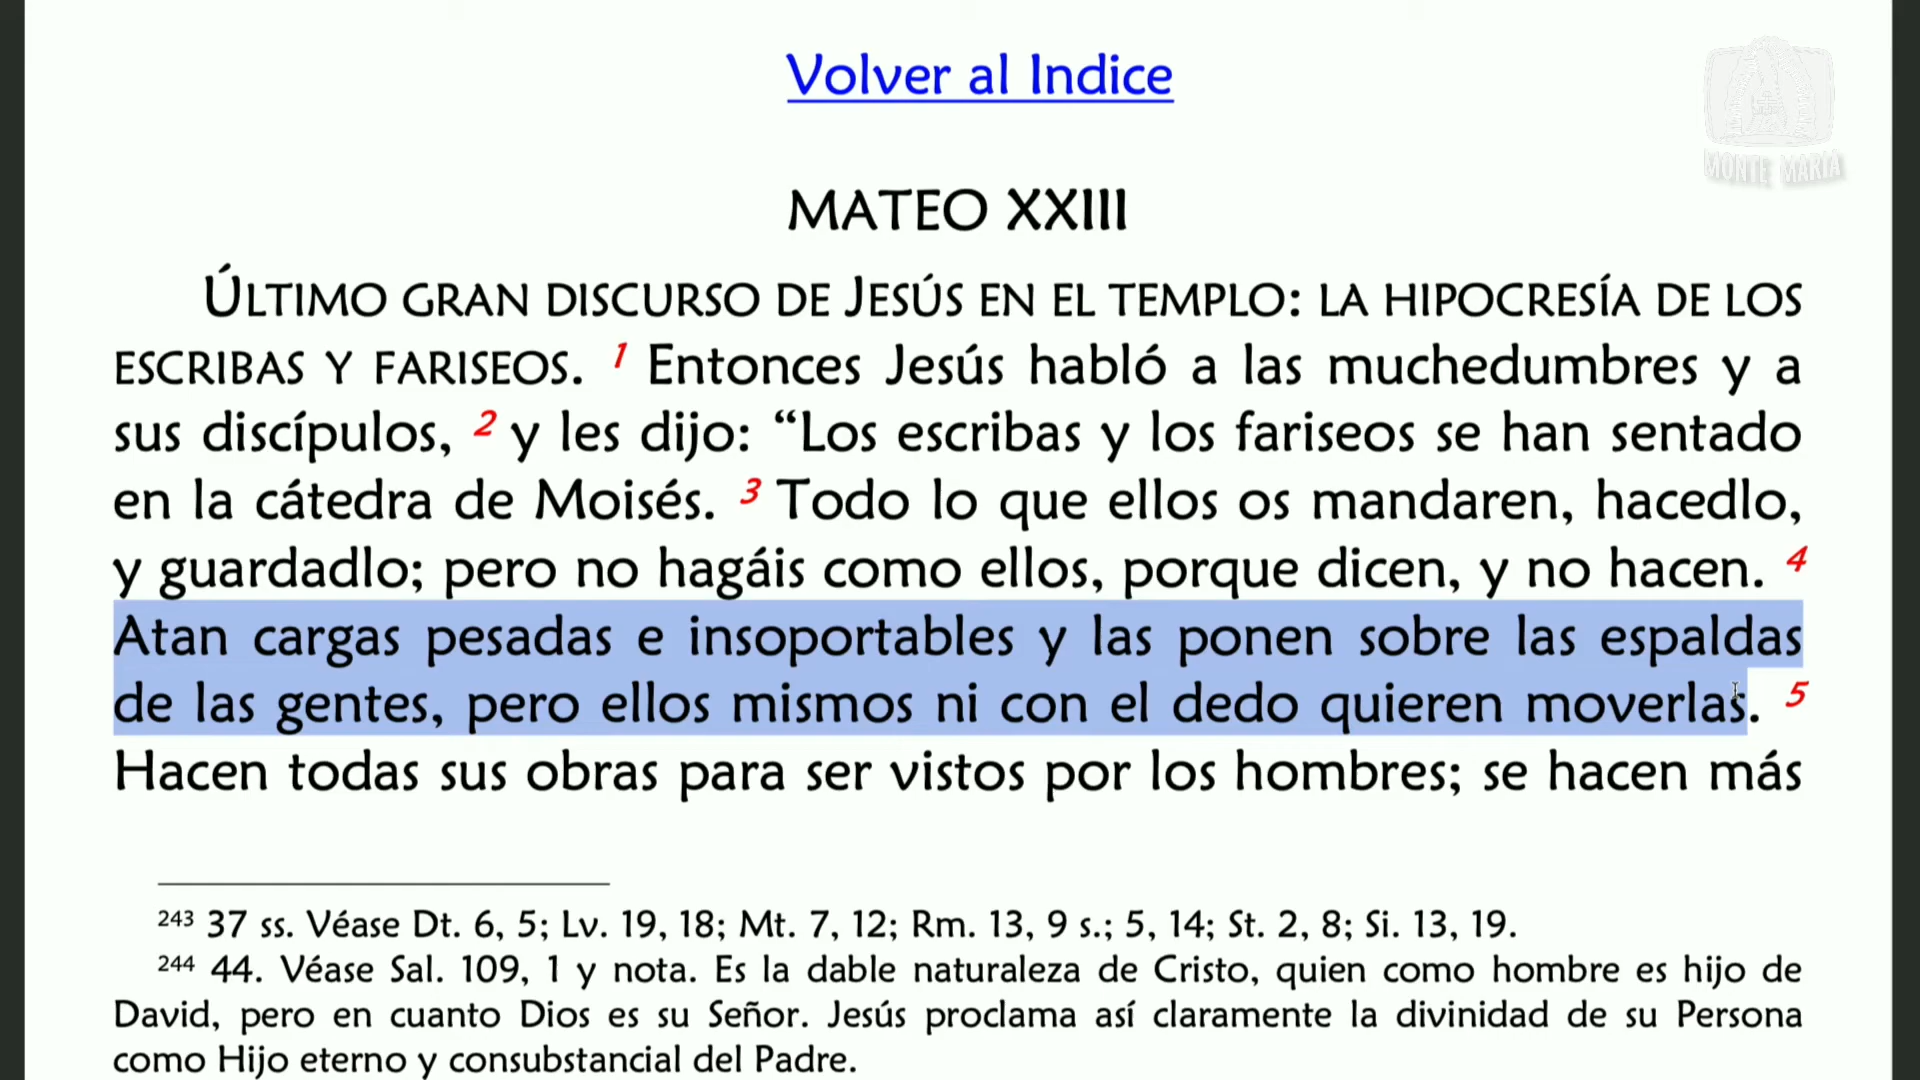 Volver al Indice
MONTE MARIA
MATEO XXIII
ÚLTIMO GRAN DISCURSO DE JESÚS EN EL TEMPLO: LA HIPOCRESÍA DE LOS
ESCRIBAS Y FARISEOS. 1 Entonces Jesús habló a las muchedumbres y a
sus discípulos, 2 y les dijo: “Los escribas y los fariseos se han sentado
en la cátedra de Moisés. 3 Todo lo que ellos os mandaren, hacedlo,
y guardadlo; pero no hagáis como ellos, porque dicen, y no hacen. 4
Atan cargas pesadas e insoportables y las ponen sobre las espaldas
de las gentes, pero ellos mismos ni con el dedo quieren moverlas. 5
Hacen todas sus obras para ser vistos por los hombres; se hacen más
243 37 ss. Véase Dt. 6, 5; Lv. 19, 18; Mt. 7, 12; Rm. 13, 9 s.; 5, 14; St. 2, 8; Si. 13, 19.
244 44. Véase Sal. 109, 1 y nota. Es la dable naturaleza de Cristo, quien como hombre es hijo de
David, pero en cuanto Dios es su Señor. Jesús proclama así claramente la divinidad de su Persona
como Hijo eterno y consubstancial del Padre.